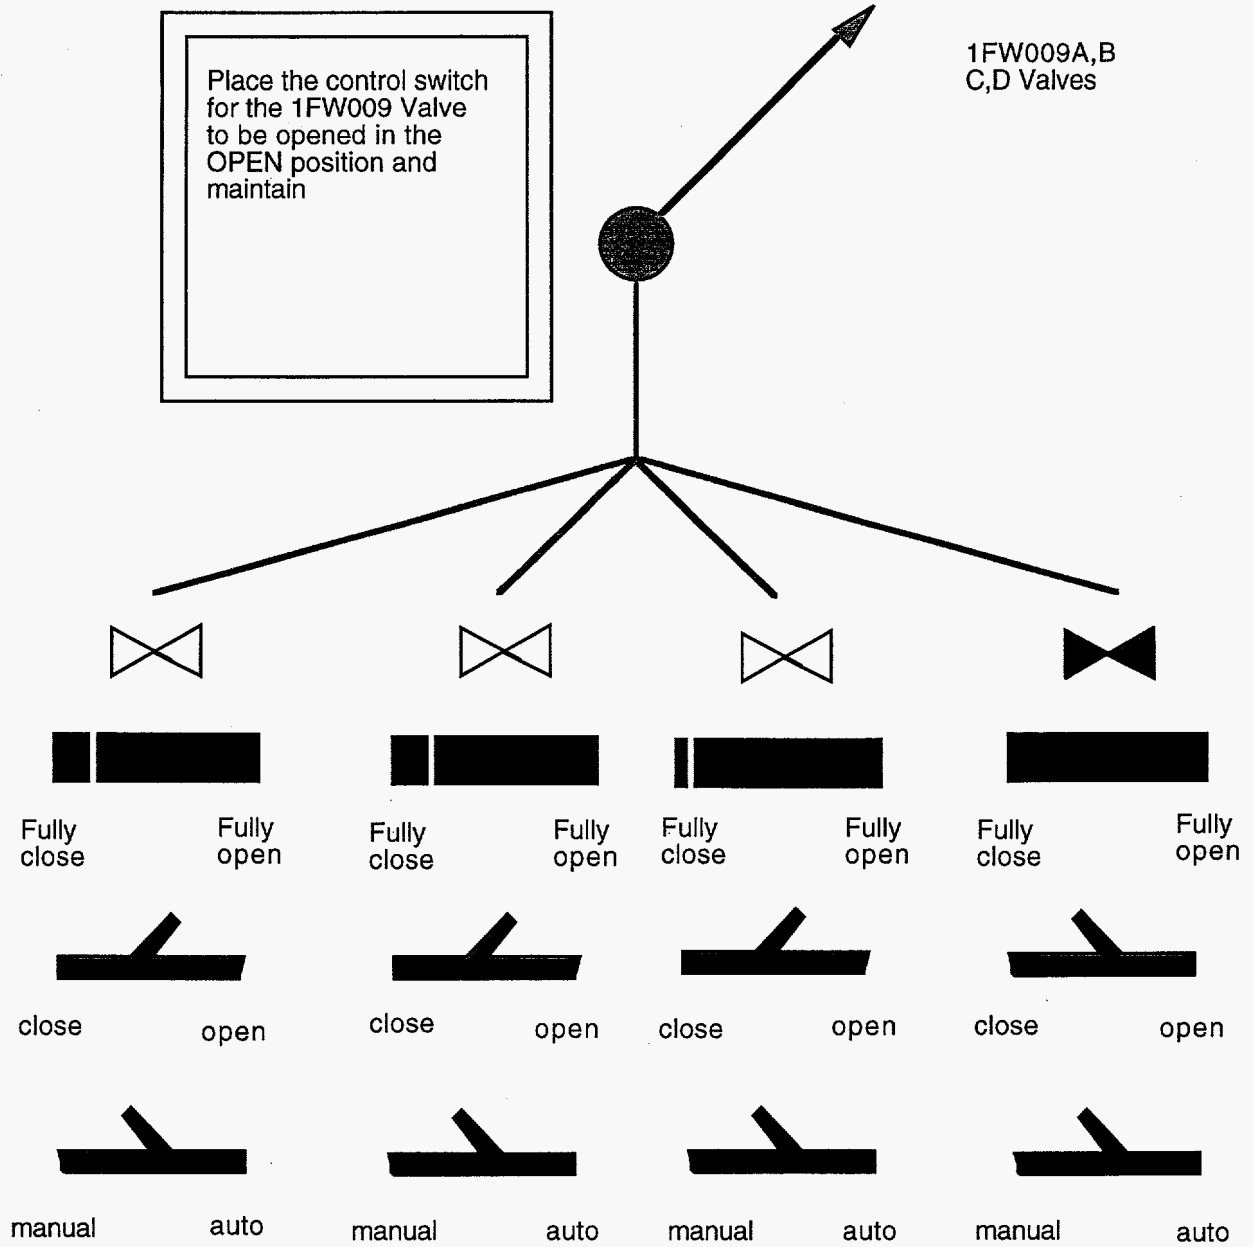 Place the control switch
for the 1FW009 Valve
to be opened in the
OPEN position and
maintain
1FW009A,B
C,D Valves
Fully
close
Fully
open
Fully
close
Fully
open
Fully
close
Fully
open
Fully
close
Fully
open
close
open
close
open
close
open
close
open
manual
auto
manual
auto
manual
auto
manual
auto